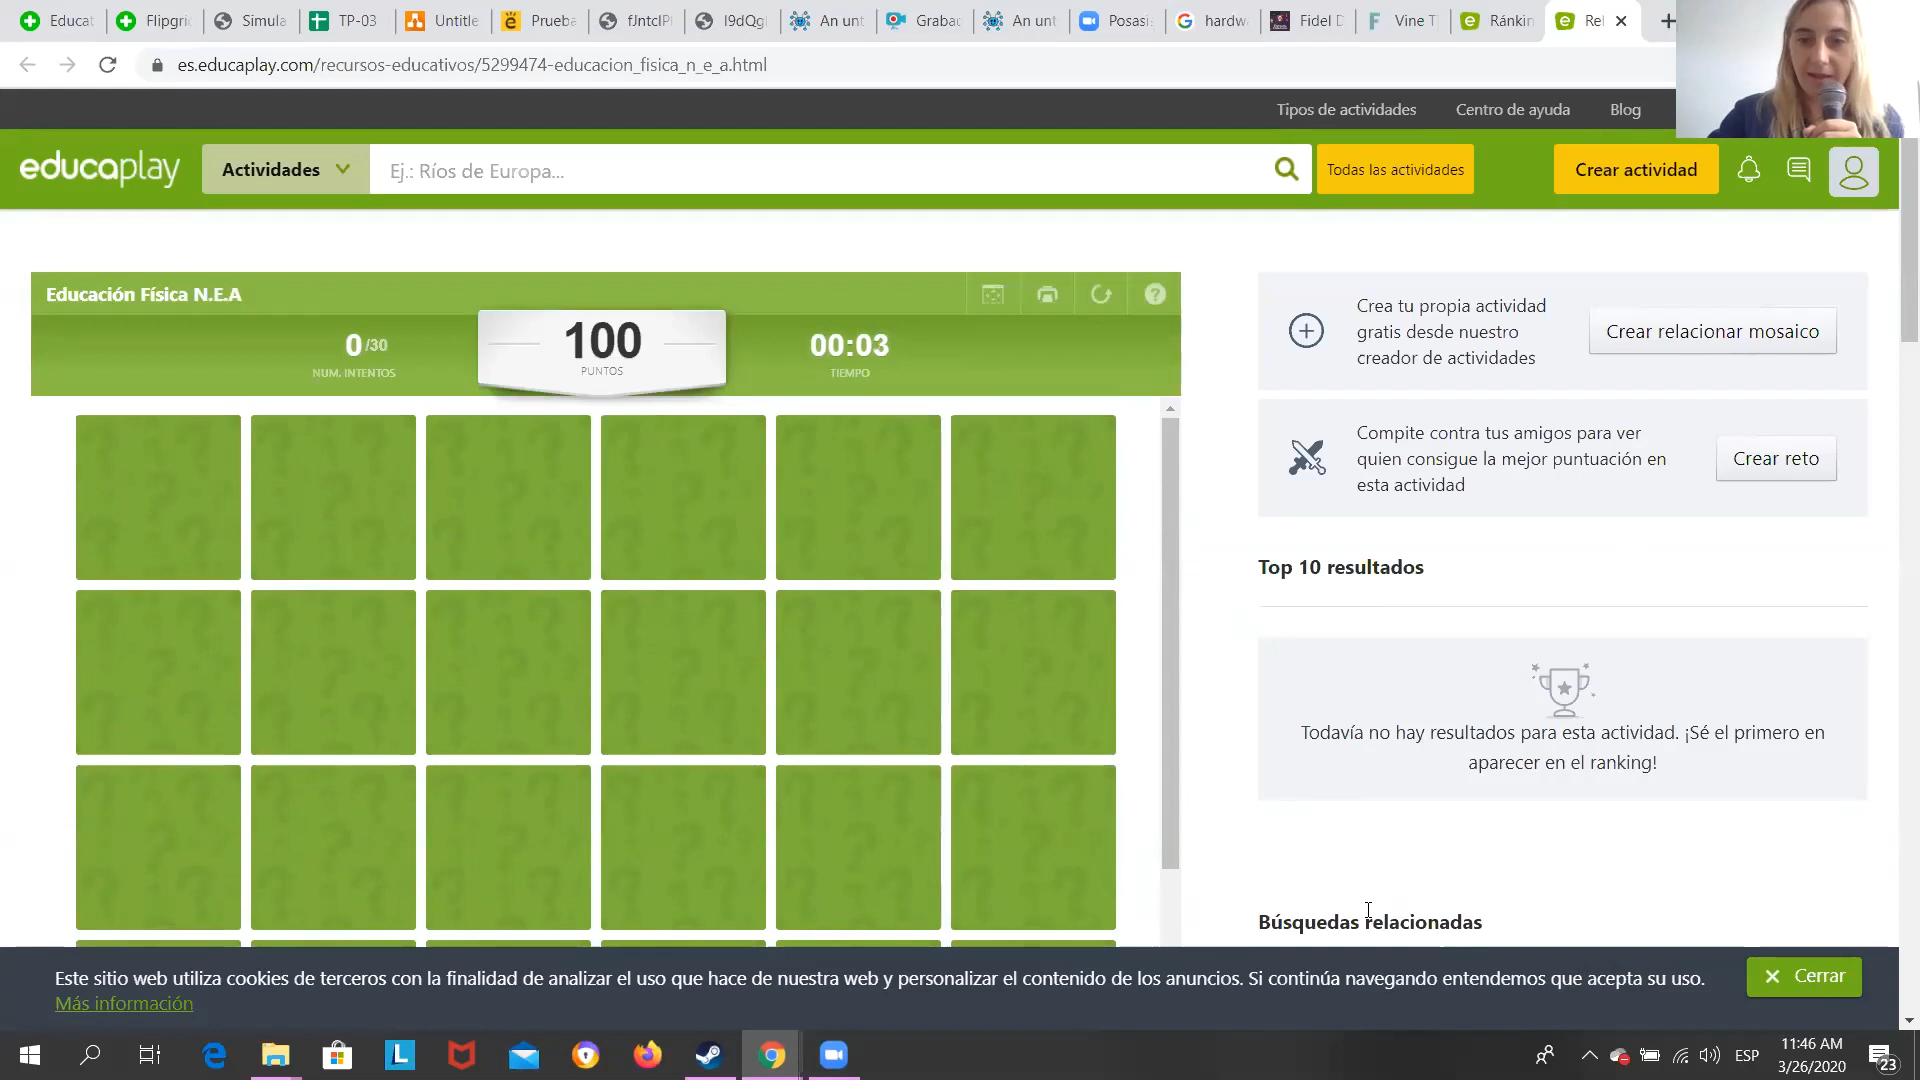 Educat
Flipgri
Simula
TP-03
Untitle
Prueba
fJntclP
I9dQgl
An unt
Grabac
An unt
Posasi
hardwa
Fidel D
Vine T
Ránkin
Rel
es.educaplay.com/recursos-educativos/5299474-educacion_fisica_n_e_a.html
Tipos de actividades
Centro de ayuda
Blog
educaplay
Actividades
Ej.: Ríos de Europa...
Todas las actividades
Crear actividad
Educación Física N.E.A
0/30
NUM. INTENTOS
100
PUNTOS
00:03
TIEMPO
Crea tu propia actividad
gratis desde nuestro
creador de actividades
Crear relacionar mosaico
Compite contra tus amigos para ver
quien consigue la mejor puntuación en
esta actividad
Crear reto
Top 10 resultados
Todavía no hay resultados para esta actividad. ¡Sé el primero en
aparecer en el ranking!
Búsquedas relacionadas
Este sitio web utiliza cookies de terceros con la finalidad de analizar el uso que hace de nuestra web y personalizar el contenido de los anuncios. Si continúa navegando entendemos que acepta su uso.
Más información
Cerrar
ESP
11:46 AM
3/26/2020
23